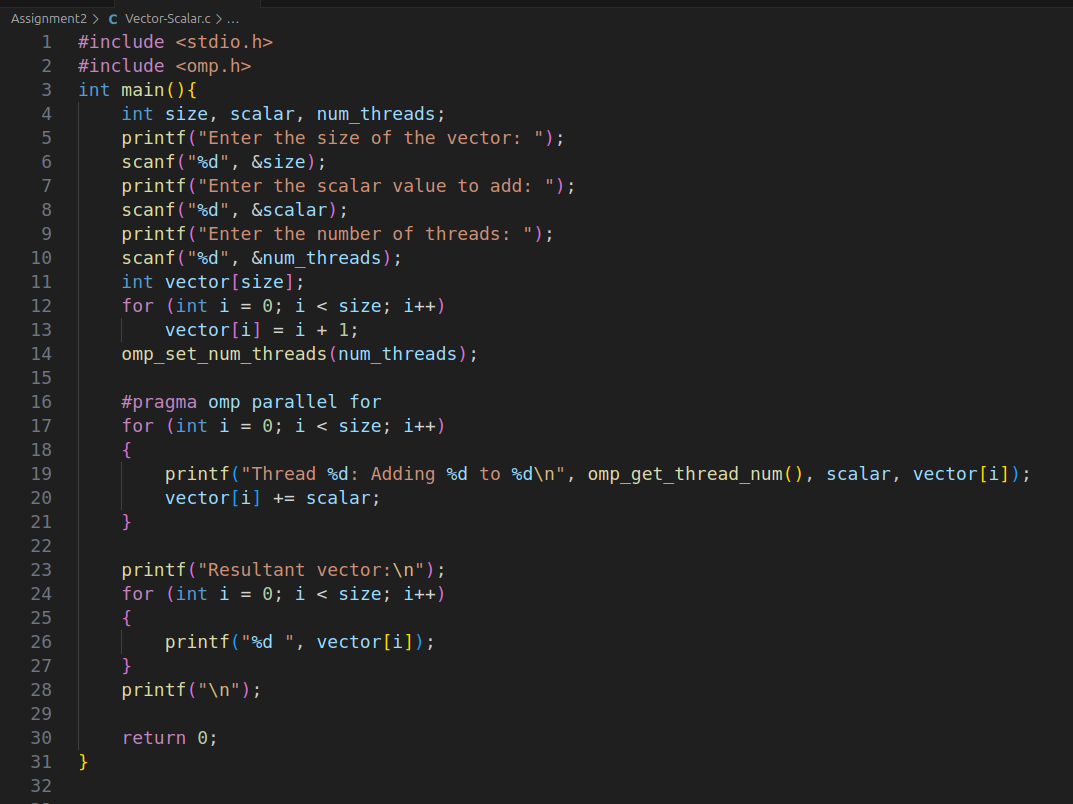 Assignment2 > C Vector-Scalar.c > ...
1 #include <stdio.h>
2 #include <omp.h>
3 int main(){
4     int size, scalar, num_threads;
5     printf("Enter the size of the vector: ");
6     scanf("%d", &size);
7     printf("Enter the scalar value to add: ");
8     scanf("%d", &scalar);
9     printf("Enter the number of threads: ");
10     scanf("%d", &num_threads);
11     int vector[size];
12     for (int i = 0; i < size; i++)
13         vector[i] = i + 1;
14     omp_set_num_threads(num_threads);
15
16     #pragma omp parallel for
17     for (int i = 0; i < size; i++)
18     {
19         printf("Thread %d: Adding %d to %d\n", omp_get_thread_num(), scalar, vector[i]);
20         vector[i] += scalar;
21     }
22
23     printf("Resultant vector:\n");
24     for (int i = 0; i < size; i++)
25     {
26         printf("%d ", vector[i]);
27     }
28     printf("\n");
29
30     return 0;
31 }
32